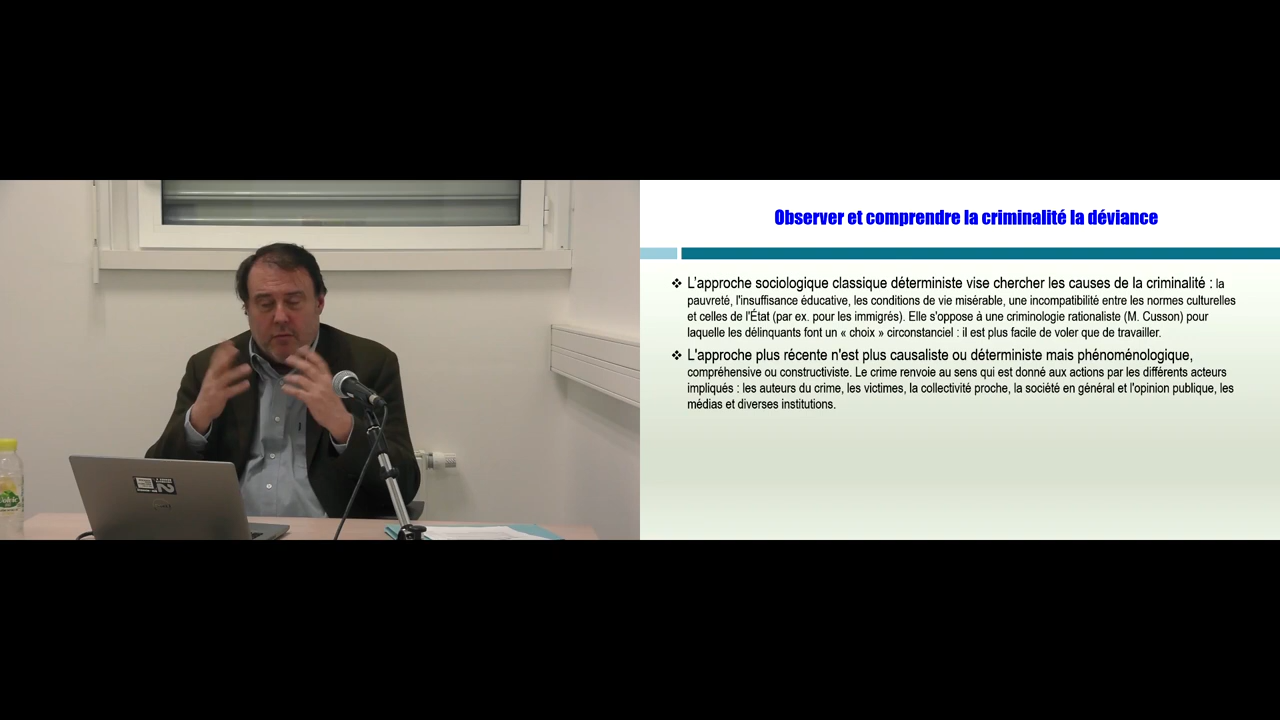 Observer et comprendre la criminalité la déviance
❖ L'approche sociologique classique déterministe vise chercher les causes de la criminalité : la
pauvreté, l'insuffisance éducative, les conditions de vie misérable, une incompatibilité entre les normes culturelles
et celles de l'État (par ex. pour les immigrés). Elle s'oppose à une criminologie rationaliste (M. Cusson) pour
laquelle les délinquants font un « choix » circonstanciel : il est plus facile de voler que de travailler.
❖ L'approche plus récente n'est plus causaliste ou déterministe mais phénoménologique,
compréhensive ou constructiviste. Le crime renvoie au sens qui est donné aux actions par les différents acteurs
impliqués : les auteurs du crime, les victimes, la collectivité proche, la société en général et l'opinion publique, les
médias et diverses institutions.